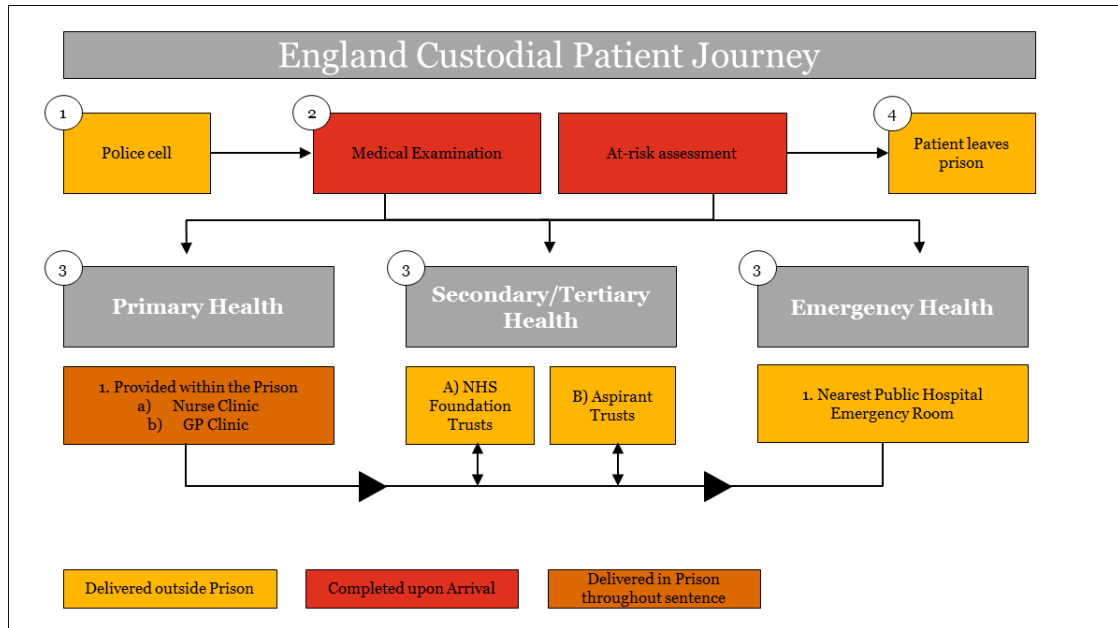 England Custodial Patient Journey
1
Police cell
2
Medical Examination
At-risk assessment
4
Patient leaves
prison
3
Primary Health
3
Secondary/Tertiary
Health
3
Emergency Health
1. Provided within the Prison
a) Nurse Clinic
b) GP Clinic
A) NHS
Foundation
Trusts
B) Aspirant
Trusts
1. Nearest Public Hospital
Emergency Room
Delivered outside Prison
Completed upon Arrival
Delivered in Prison
throughout sentence